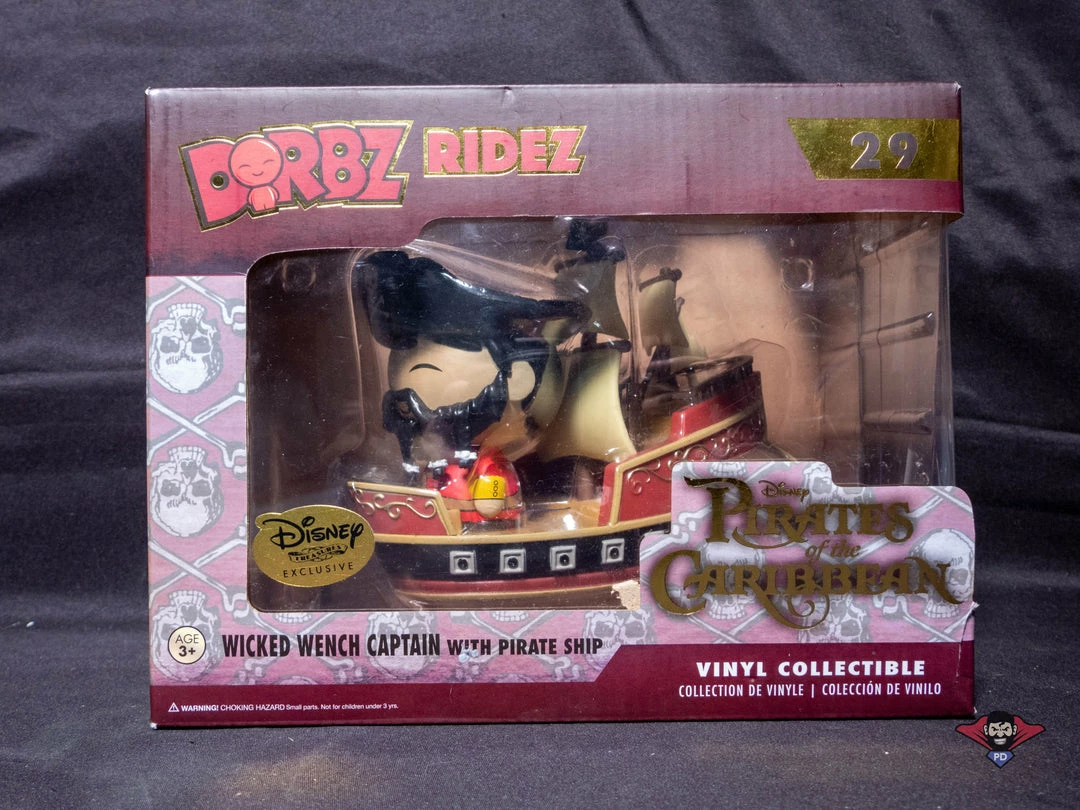 DORBZ RIDEZ
29
Disney
TREASURES
EXCLUSIVE
Disney
PIRATES
of the
CARIBBEAN
AGE
3+
WICKED WENCH CAPTAIN WITH PIRATE SHIP
VINYL COLLECTIBLE
COLLECTION DE VINYLE | COLECCIÓN DE VINILO
WARNING! CHOKING HAZARD Small parts. Not for children under 3 yrs.
PD